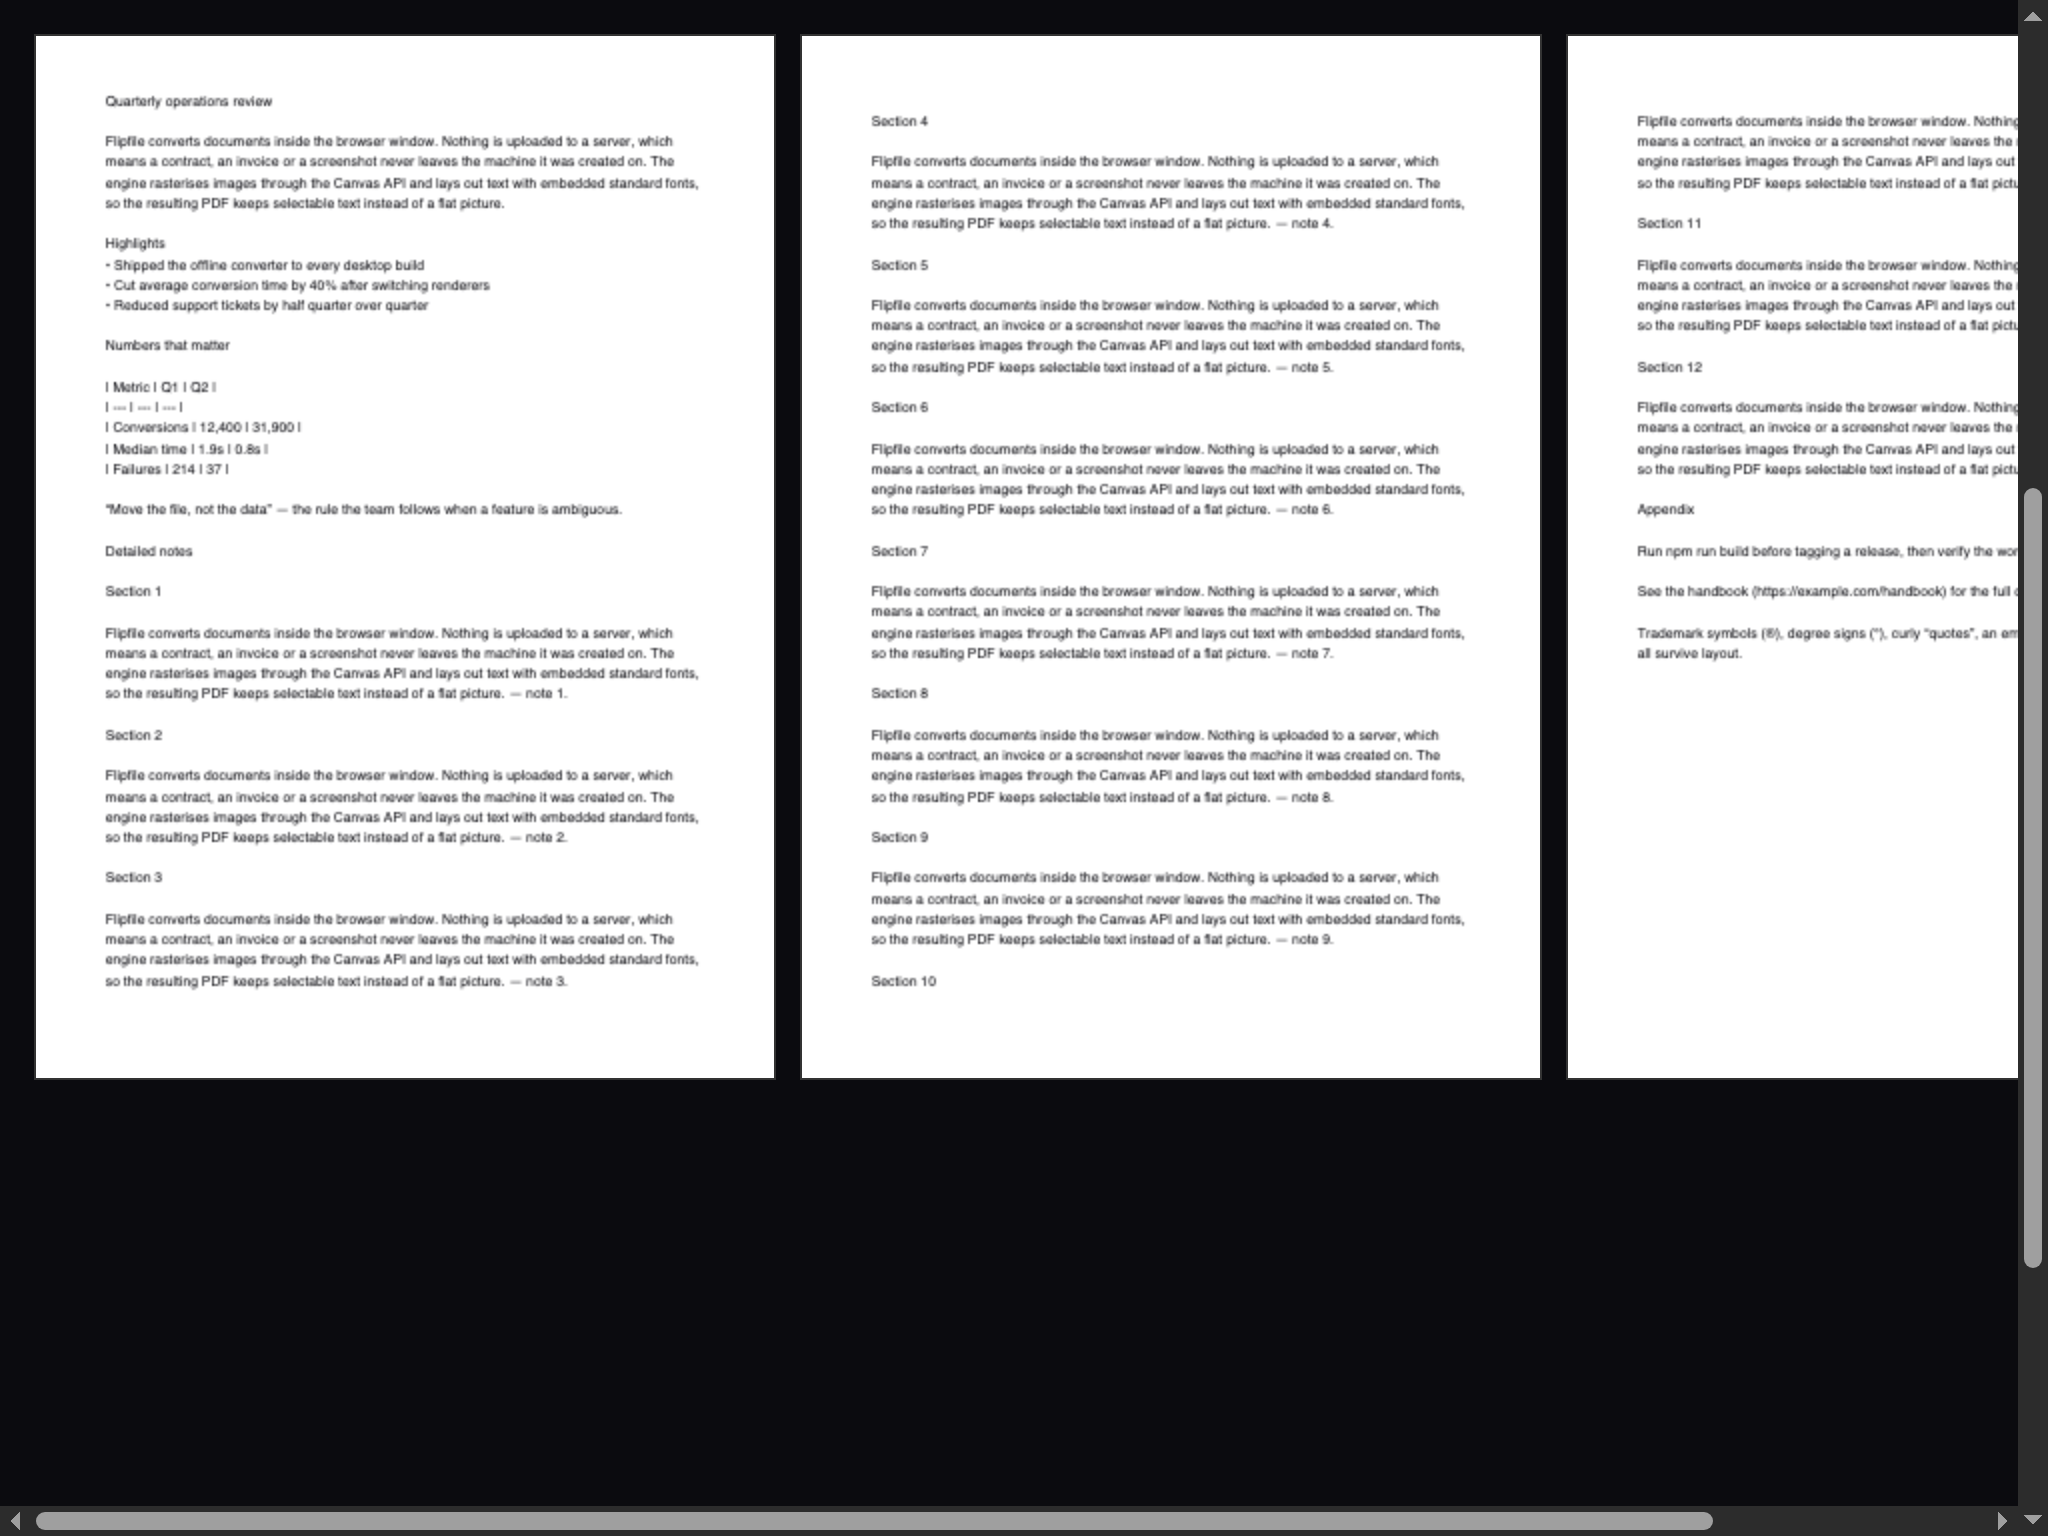 Quarterly operations review
Flipfile converts documents inside the browser window. Nothing is uploaded to a server, which
means a contract, an invoice or a screenshot never leaves the machine it was created on. The
engine rasterises images through the Canvas API and lays out text with embedded standard fonts,
so the resulting PDF keeps selectable text instead of a flat picture.
Highlights
- Shipped the offline converter to every desktop build
- Cut average conversion time by 40% after switching renderers
- Reduced support tickets by half quarter over quarter
Numbers that matter
| Metric | Q1 | Q2 |
| --- | --- | --- |
| Conversions | 12,400 | 31,900 |
| Median time | 1.9s | 0.8s |
| Failures | 214 | 37 |
“Move the file, not the data” — the rule the team follows when a feature is ambiguous.
Detailed notes
Section 1
Flipfile converts documents inside the browser window. Nothing is uploaded to a server, which
means a contract, an invoice or a screenshot never leaves the machine it was created on. The
engine rasterises images through the Canvas API and lays out text with embedded standard fonts,
so the resulting PDF keeps selectable text instead of a flat picture. — note 1.
Section 2
Flipfile converts documents inside the browser window. Nothing is uploaded to a server, which
means a contract, an invoice or a screenshot never leaves the machine it was created on. The
engine rasterises images through the Canvas API and lays out text with embedded standard fonts,
so the resulting PDF keeps selectable text instead of a flat picture. — note 2.
Section 3
Flipfile converts documents inside the browser window. Nothing is uploaded to a server, which
means a contract, an invoice or a screenshot never leaves the machine it was created on. The
engine rasterises images through the Canvas API and lays out text with embedded standard fonts,
so the resulting PDF keeps selectable text instead of a flat picture. — note 3.
Section 4
Flipfile converts documents inside the browser window. Nothing is uploaded to a server, which
means a contract, an invoice or a screenshot never leaves the machine it was created on. The
engine rasterises images through the Canvas API and lays out text with embedded standard fonts,
so the resulting PDF keeps selectable text instead of a flat picture. — note 4.
Section 5
Flipfile converts documents inside the browser window. Nothing is uploaded to a server, which
means a contract, an invoice or a screenshot never leaves the machine it was created on. The
engine rasterises images through the Canvas API and lays out text with embedded standard fonts,
so the resulting PDF keeps selectable text instead of a flat picture. — note 5.
Section 6
Flipfile converts documents inside the browser window. Nothing is uploaded to a server, which
means a contract, an invoice or a screenshot never leaves the machine it was created on. The
engine rasterises images through the Canvas API and lays out text with embedded standard fonts,
so the resulting PDF keeps selectable text instead of a flat picture. — note 6.
Section 7
Flipfile converts documents inside the browser window. Nothing is uploaded to a server, which
means a contract, an invoice or a screenshot never leaves the machine it was created on. The
engine rasterises images through the Canvas API and lays out text with embedded standard fonts,
so the resulting PDF keeps selectable text instead of a flat picture. — note 7.
Section 8
Flipfile converts documents inside the browser window. Nothing is uploaded to a server, which
means a contract, an invoice or a screenshot never leaves the machine it was created on. The
engine rasterises images through the Canvas API and lays out text with embedded standard fonts,
so the resulting PDF keeps selectable text instead of a flat picture. — note 8.
Section 9
Flipfile converts documents inside the browser window. Nothing is uploaded to a server, which
means a contract, an invoice or a screenshot never leaves the machine it was created on. The
engine rasterises images through the Canvas API and lays out text with embedded standard fonts,
so the resulting PDF keeps selectable text instead of a flat picture. — note 9.
Section 10
Flipfile converts documents inside the browser window. Nothing
means a contract, an invoice or a screenshot never leaves the
engine rasterises images through the Canvas API and lays out
so the resulting PDF keeps selectable text instead of a flat
Section 11
Flipfile converts documents inside the browser window. Nothing
means a contract, an invoice or a screenshot never leaves the
engine rasterises images through the Canvas API and lays out
so the resulting PDF keeps selectable text instead of a flat
Section 12
Flipfile converts documents inside the browser window. Nothing
means a contract, an invoice or a screenshot never leaves the
engine rasterises images through the Canvas API and lays out
so the resulting PDF keeps selectable text instead of a flat
Appendix
Run npm run build before tagging a release, then verify the
See the handbook (https://example.com/handbook) for the full
Trademark symbols (®), degree signs (°), curly “quotes”, an
all survive layout.